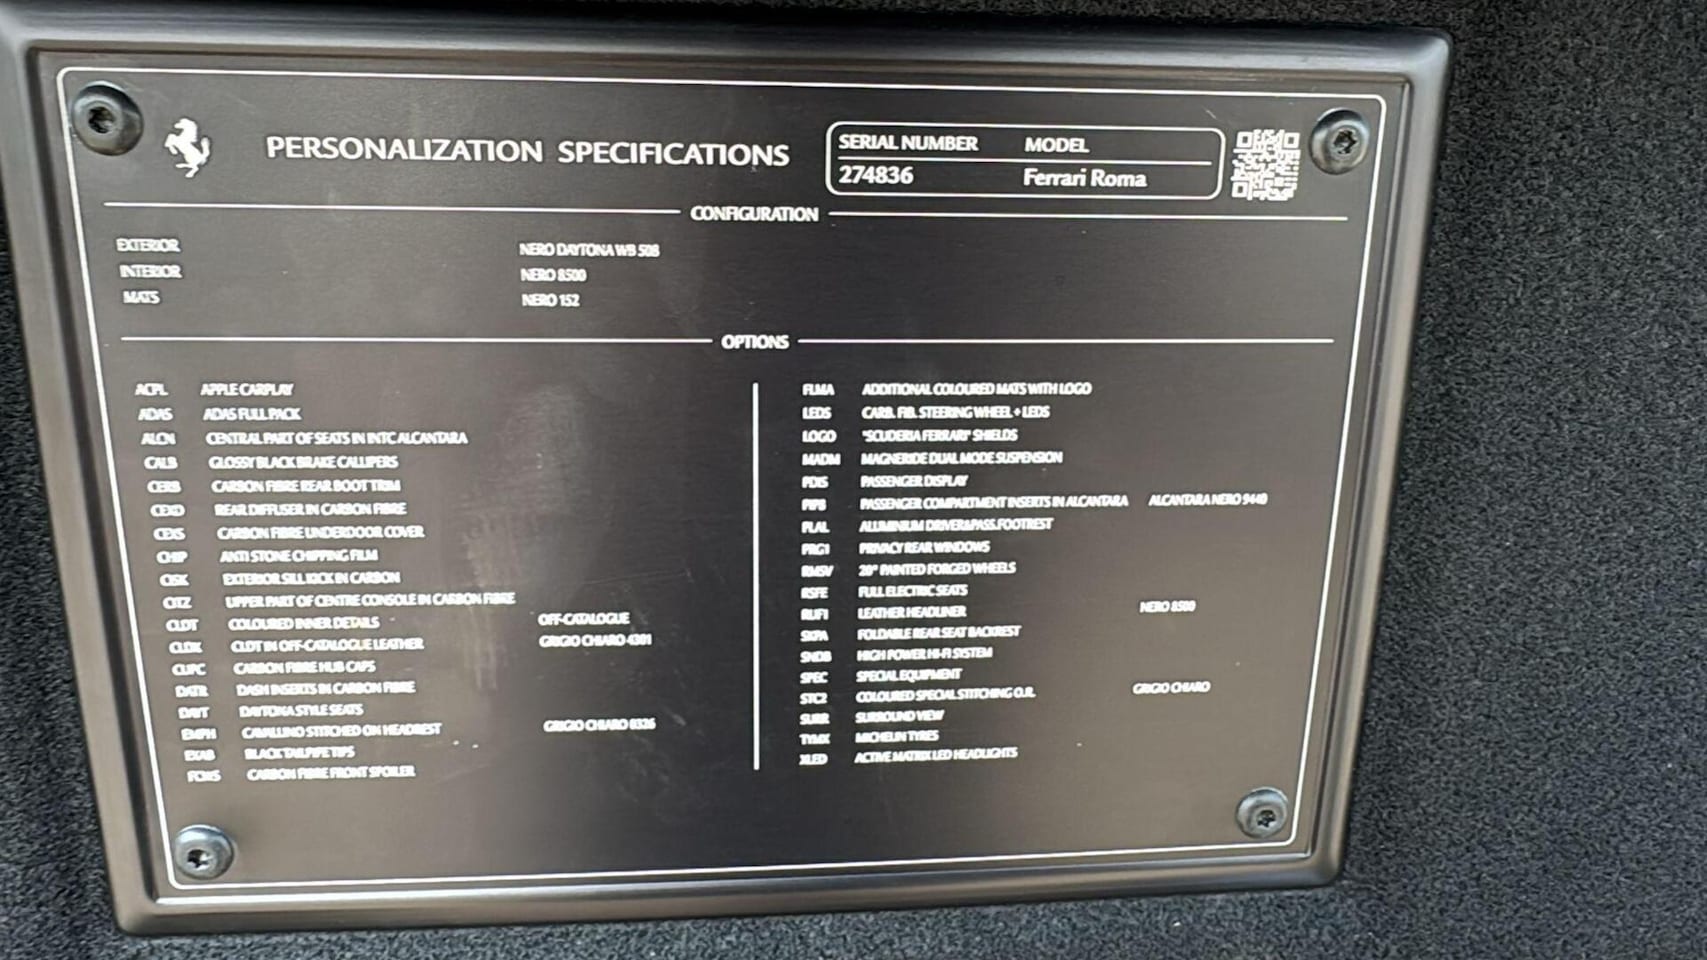 PERSONALIZATION SPECIFICATIONS
SERIAL NUMBER MODEL
274836 Ferrari Roma
CONFIGURATION
EXTERIOR NERO DAYTONA WB 508
INTERIOR NERO 8500
MATS NERO 152
OPTIONS
ACPL APPLE CARPLAY
ADAS ADAS FULL PACK
ALCN CENTRAL PART OF SEATS IN INTC ALCANTARA
CALB GLOSSY BLACK BRAKE CALLIPERS
CERB CARBON FIBRE REAR BOOT TRIM
CEXD REAR DIFFUSER IN CARBON FIBRE
CEXS CARBON FIBRE UNDERDOOR COVER
CHIP ANTI STONE CHIPPING FILM
CISK EXTERIOR SILL KICK IN CARBON
CITZ UPPER PART OF CENTRE CONSOLE IN CARBON FIBRE
CLDT COLOURED INNER DETAILS OFF-CATALOGUE
CLDK CLDT IN OFF-CATALOGUE LEATHER GRIGIO CHIARO 4301
CUPC CARBON FIBRE HUB CAPS
DATR DASH INSERTS IN CARBON FIBRE
DAYT DAYTONA STYLE SEATS
EMPH CAVALLINO STITCHED ON HEADREST GRIGIO CHIARO 0326
EXAB BLACK TAILPIPE TIPS
FCNS CARBON FIBRE FRONT SPOILER
FLMA ADDITIONAL COLOURED MATS WITH LOGO
LEDS CARB. FIB. STEERING WHEEL + LEDS
LOGO "SCUDERIA FERRARI" SHIELDS
MADM MAGNERIDE DUAL MODE SUSPENSION
PDIS PASSENGER DISPLAY
PIPB PASSENGER COMPARTMENT INSERTS IN ALCANTARA ALCANTARA NERO 9440
PLAL ALUMINIUM DRIVER&PASS.FOOTREST
PRG1 PRIVACY REAR WINDOWS
RMSV 20" PAINTED FORGED WHEELS
RSFE FULL ELECTRIC SEATS
RUF1 LEATHER HEADLINER NERO 8500
SXPA FOLDABLE REAR SEAT BACKREST
SNDB HIGH POWER HI-FI SYSTEM
SPEC SPECIAL EQUIPMENT
STC2 COLOURED SPECIAL STITCHING O.R. GRIGIO CHIARO
SURR SURROUND VIEW
TYMX MICHELIN TYRES
XLED ACTIVE MATRIX LED HEADLIGHTS